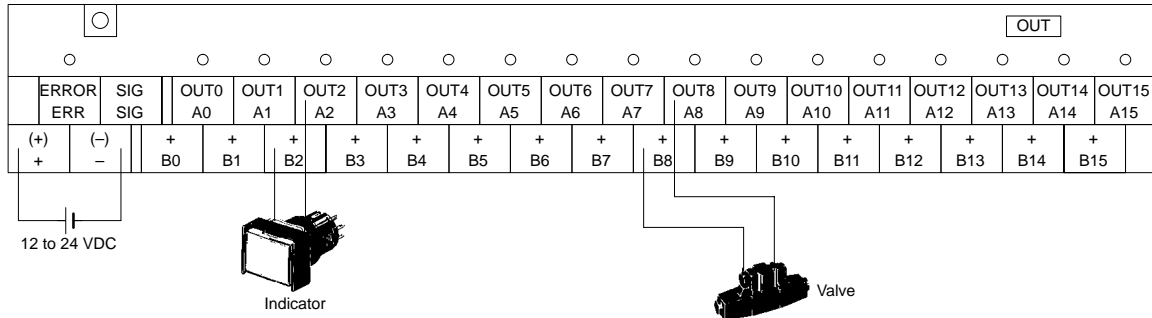 OUT
ERROR SIG OUT0 OUT1 OUT2 OUT3 OUT4 OUT5 OUT6 OUT7 OUT8 OUT9 OUT10 OUT11 OUT12 OUT13 OUT14 OUT15
ERR SIG A0 A1 A2 A3 A4 A5 A6 A7 A8 A9 A10 A11 A12 A13 A14 A15
(+) (–) + + + + + + + + + + + + + + + +
+ – B0 B1 B2 B3 B4 B5 B6 B7 B8 B9 B10 B11 B12 B13 B14 B15
12 to 24 VDC
Indicator
Valve